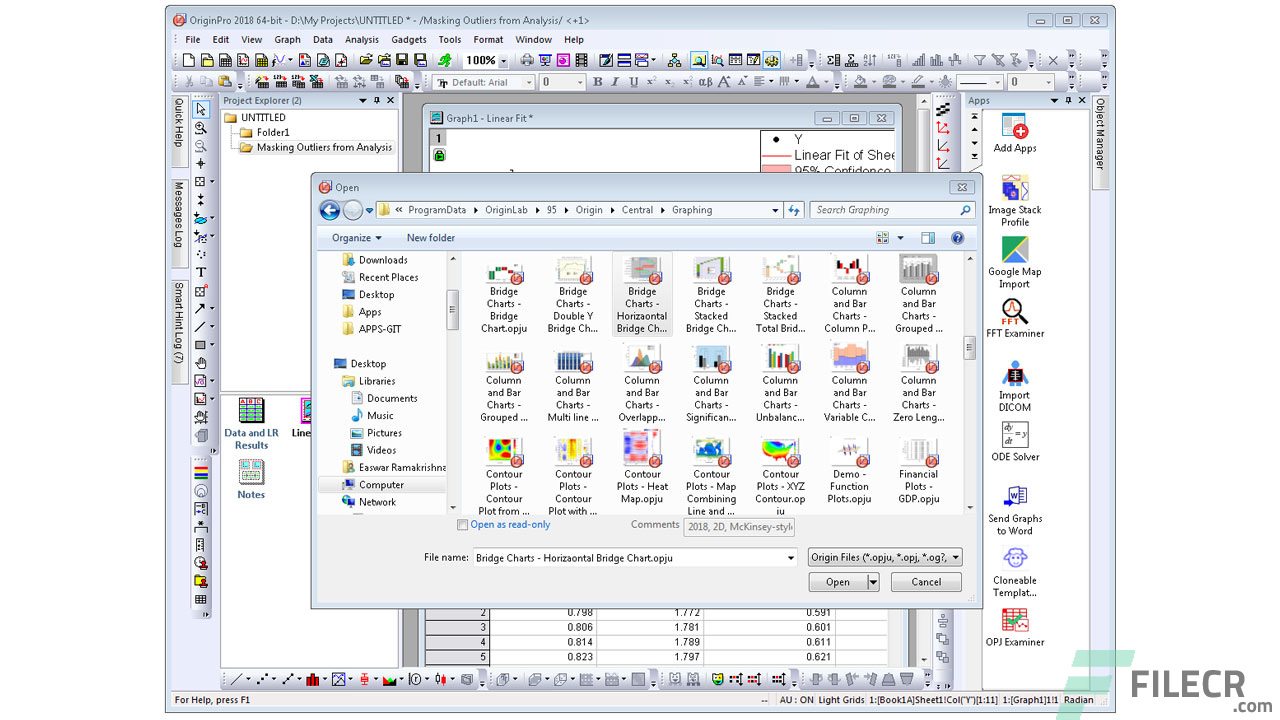 OriginPro 2018 64-bit - D:\My Projects\UNTITLED * - /Masking Outliers from Analysis/ <+1>
File Edit View Graph Data Analysis Gadgets Tools Format Window Help
100%
Default: Arial 0 B I U 0
Quick Help
Messages Log
Smart Hint Log (7)
Project Explorer (2)
UNTITLED
Folder1
Masking Outliers from Analysis
Data and LR Results
Notes
Graph1 - Linear Fit *
1
Y
Linear Fit of Shee
95% Confidence
Apps
Object Manager
Add Apps
Image Stack
Profile
Google Map
Import
FFT Examiner
Import
DICOM
ODE Solver
Send Graphs
to Word
Cloneable
Templat...
OPJ Examiner
Open
« ProgramData OriginLab 95 Origin Central Graphing
Search Graphing
Organize New folder
Downloads
Recent Places
Desktop
Apps
APPS-GIT
Desktop
Libraries
Documents
Music
Pictures
Videos
Easwar Ramakrishna
Computer
Network
Bridge Charts - Bridge Chart.opju
Bridge Charts - Double Y Bridge Ch...
Bridge Charts - Horizaontal Bridge Ch...
Bridge Charts - Stacked Bridge Ch...
Bridge Charts - Stacked Total Brid...
Column and Bar Charts - Column P...
Column and Bar Charts - Grouped ...
Column and Bar Charts - Grouped ...
Column and Bar Charts - Multi line ...
Column and Bar Charts - Overlapp...
Column and Bar Charts - Significan...
Column and Bar Charts - Unbalanc...
Column and Bar Charts - Variable C...
Column and Bar Charts - Zero Leng...
Contour Plots - Contour Plot from ...
Contour Plots - Contour Plot with ...
Contour Plots - Heat Map.opju
Contour Plots - Map Combining Line and ...
Contour Plots - XYZ Contour.opju
Demo - Function Plots.opju
Financial Plots - GDP.opju
Open as read-only
Comments 2018, 2D, McKinsey-style
File name: Bridge Charts - Horizaontal Bridge Chart.opju
Origin Files (*.opju, *.opj, *.og?,
Open Cancel
2 0.798 1.772 0.591
3 0.806 1.781 0.601
4 0.814 1.789 0.611
5 0.823 1.797 0.621
For Help, press F1
-- AU : ON Light Grids 1:[Book1A]Sheet1!Col("Y")[1:11] 1:[Graph1]1!1 Radian
FILECR
.com